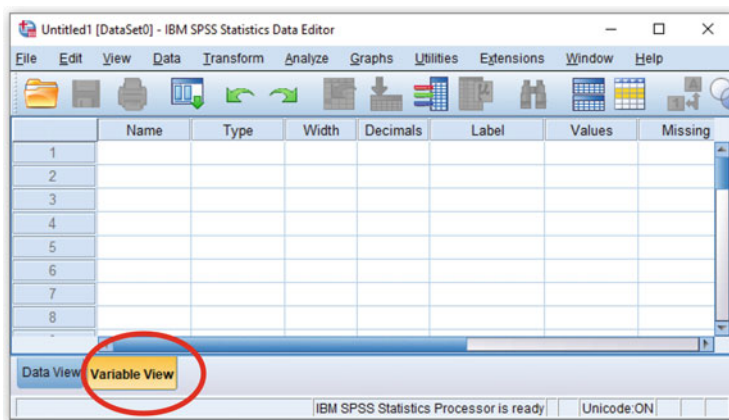 Untitled1 [DataSet0] - IBM SPSS Statistics Data Editor
File Edit View Data Transform Analyze Graphs Utilities Extensions Window Help
Name Type Width Decimals Label Values Missing
1
2
3
4
5
6
7
8
Data View Variable View
IBM SPSS Statistics Processor is ready Unicode:ON